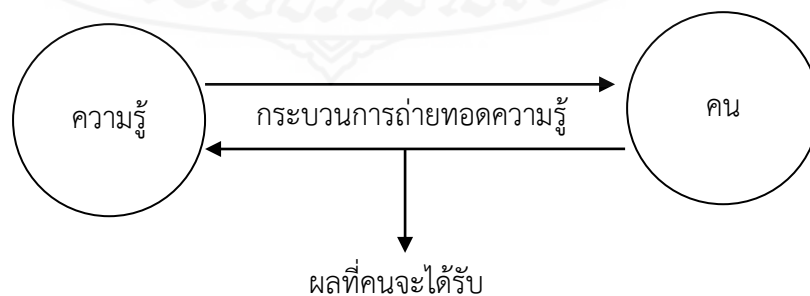 ความรู้
กระบวนการถ่ายทอดความรู้
คน
ผลที่คนจะได้รับ